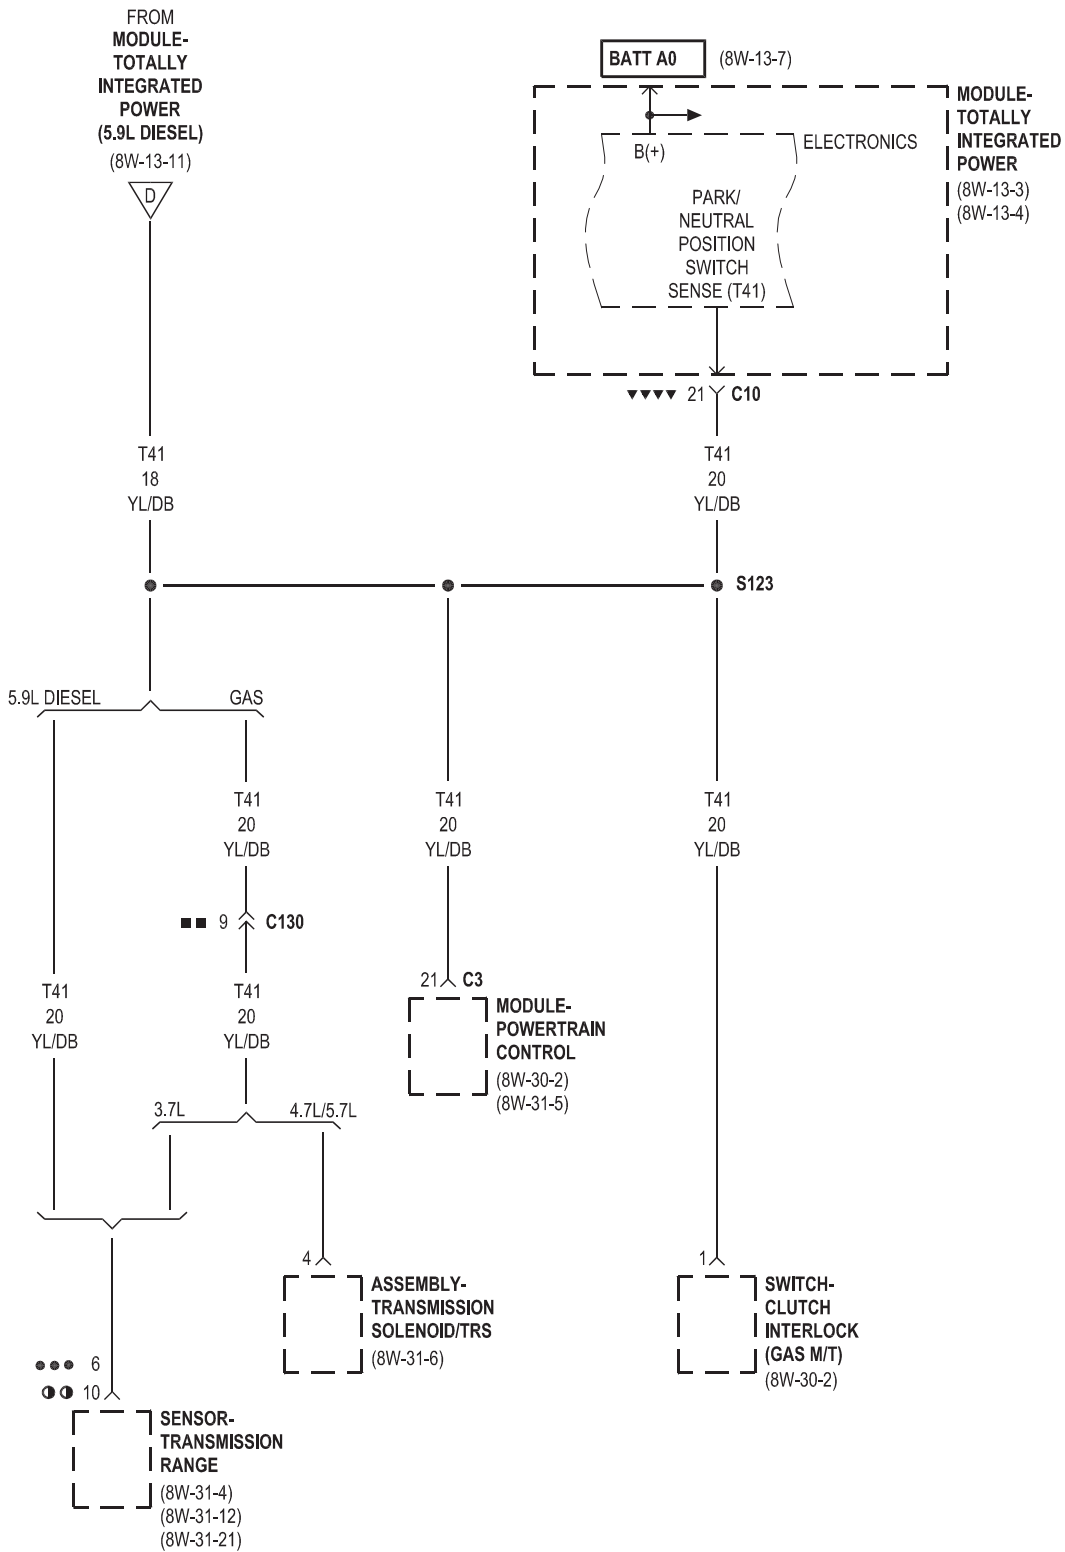 FROM
MODULE-
TOTALLY
INTEGRATED
POWER
(5.9L DIESEL)
(8W-13-11)
D
BATT A0
(8W-13-7)
MODULE-
TOTALLY
INTEGRATED
POWER
(8W-13-3)
(8W-13-4)
ELECTRONICS
B(+)
PARK/
NEUTRAL
POSITION
SWITCH
SENSE (T41)
21
C10
T41
18
YL/DB
T41
20
YL/DB
S123
5.9L DIESEL
GAS
T41
20
YL/DB
T41
20
YL/DB
T41
20
YL/DB
9
C130
21
C3
MODULE-
POWERTRAIN
CONTROL
(8W-30-2)
(8W-31-5)
T41
20
YL/DB
T41
20
YL/DB
3.7L
4.7L/5.7L
4
ASSEMBLY-
TRANSMISSION
SOLENOID/TRS
(8W-31-6)
1
SWITCH-
CLUTCH
INTERLOCK
(GAS M/T)
(8W-30-2)
6
10
SENSOR-
TRANSMISSION
RANGE
(8W-31-4)
(8W-31-12)
(8W-31-21)